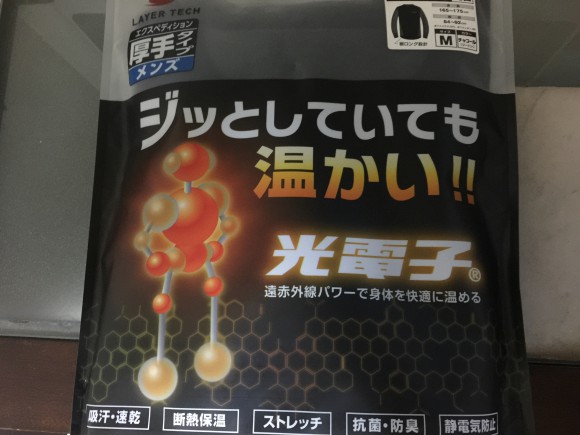 LAYER TECH
エクスペディション
厚手タイプ
メンズ
M
ジッとしていても
温かい!!
光電子®
遠赤外線パワーで身体を快適に温める
吸汗・速乾
断熱保温
ストレッチ
抗菌・防臭
静電気防止